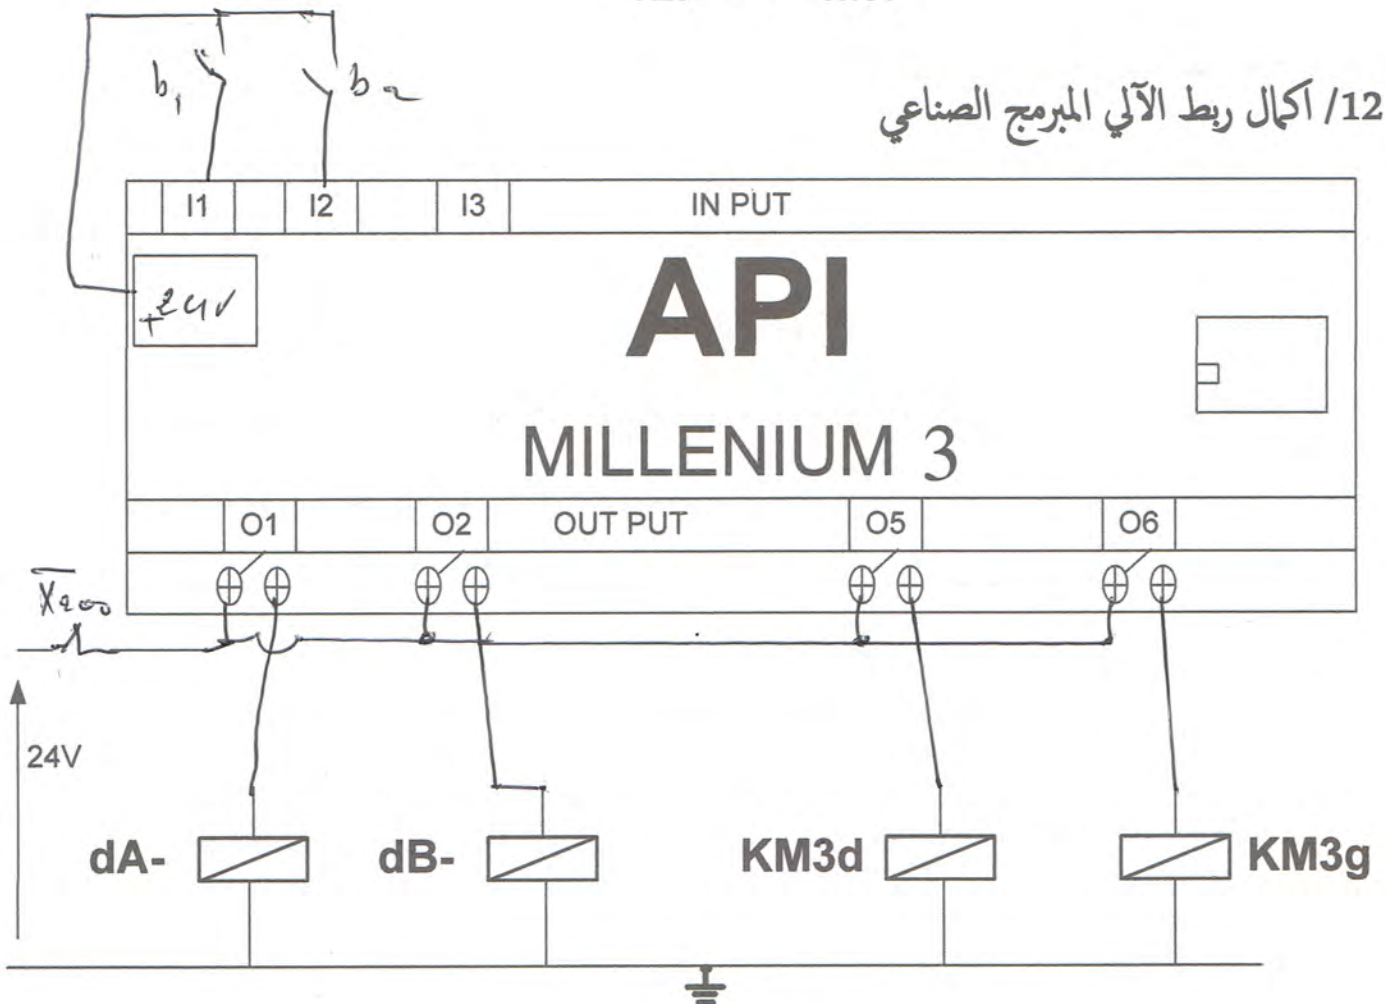 12/ اكمال ربط الآلي المبرمج الصناعي
b₁ b₂
I1 I2 I3 IN PUT
+24V
API
MILLENIUM 3
O1 O2 OUT PUT O5 O6
X̅₂₀₀
24V
dA- dB- KM3d KM3g